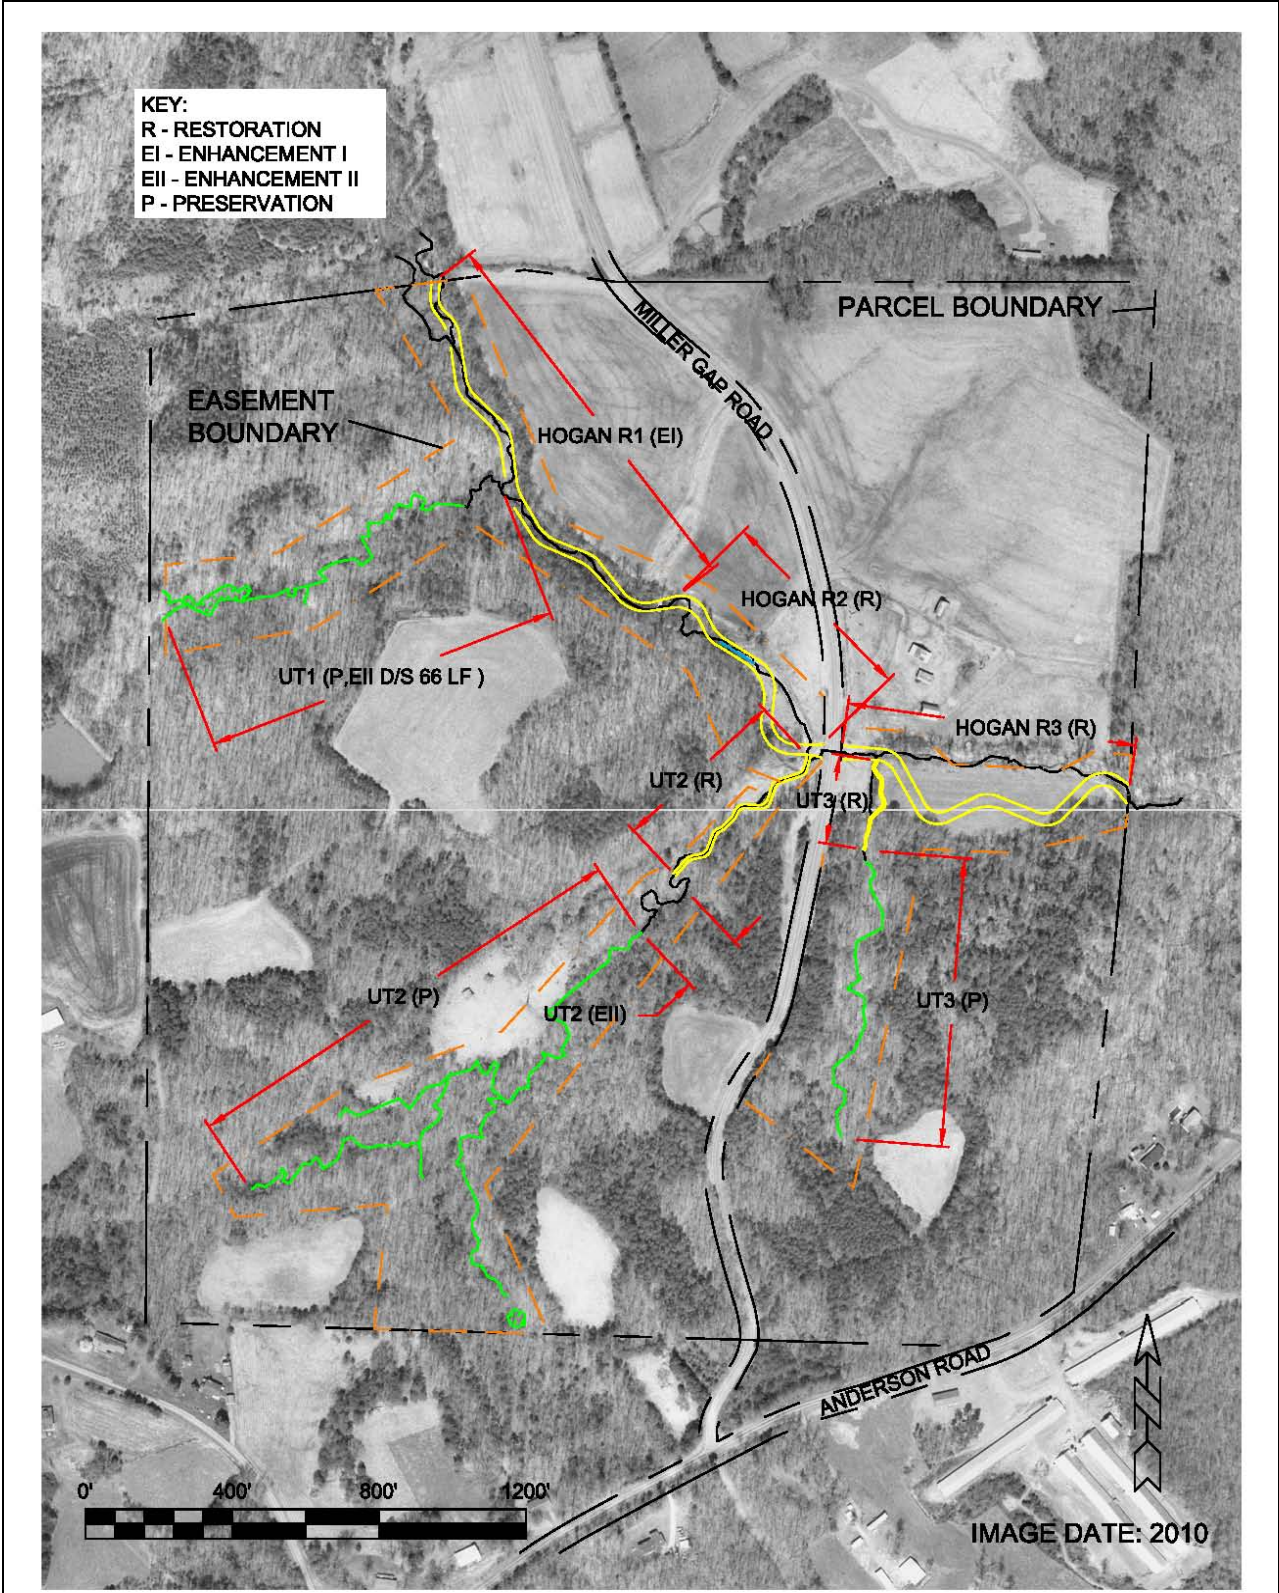 KEY:
R - RESTORATION
EI - ENHANCEMENT I
EII - ENHANCEMENT II
P - PRESERVATION
PARCEL BOUNDARY
MILLER GAP ROAD
EASEMENT
BOUNDARY
HOGAN R1 (EI)
HOGAN R2 (R)
UT1 (P,EII D/S 66 LF )
HOGAN R3 (R)
UT2 (R)
UT3 (R)
UT2 (P)
UT2 (EII)
UT3 (P)
ANDERSON ROAD
0' 400' 800' 1200'
N
IMAGE DATE: 2010